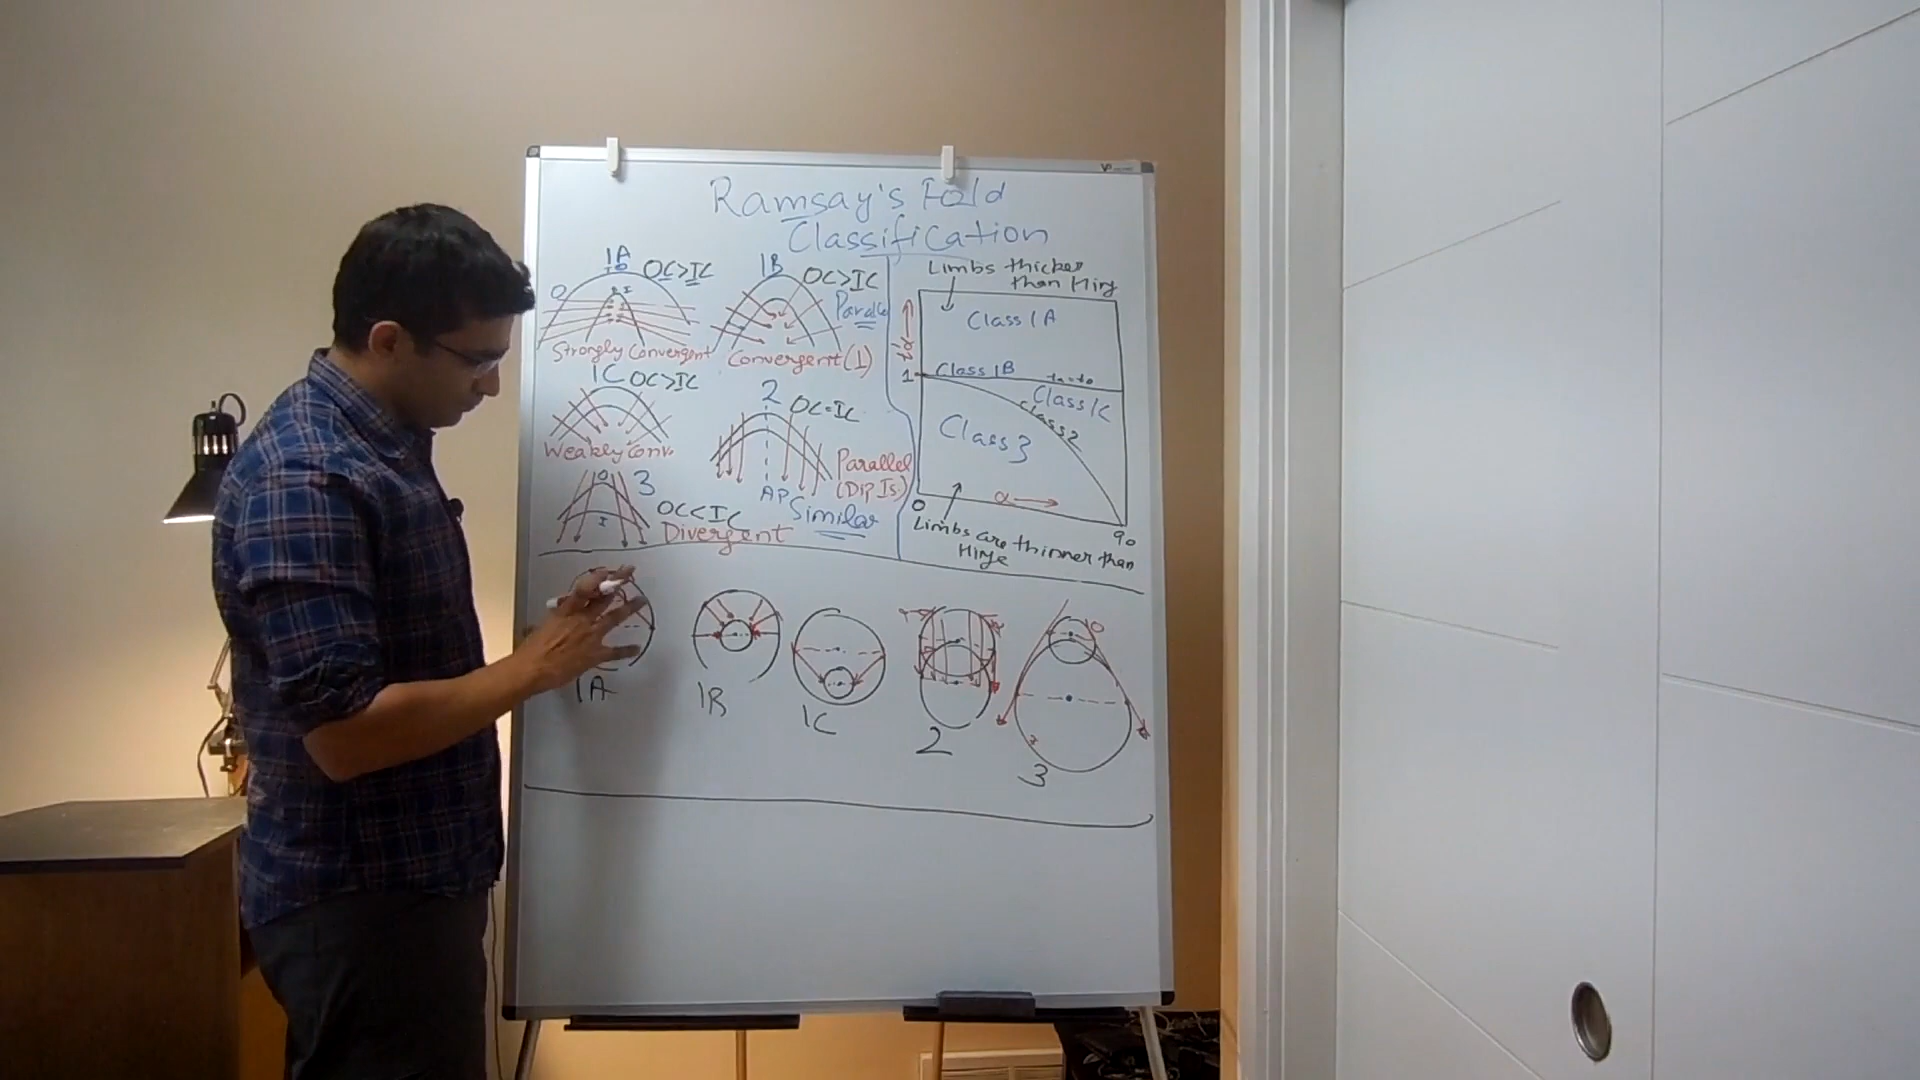 Ramsay's Fold
Classification
1A
OC>IC
O
I
Strongly Convergent
1B
OC>IC
Parallel
Convergent (1)
1C OC>IC
Weakly Conv.
2
OC=IC
Parallel
(Dip Is.)
AP
Similar
O
3
I
OC<IC
Divergent
Limbs thicker
than Hing
Class 1A
1
Class 1B
Class 1C
Class 2
Class 3
α
0
90
Limbs are thinner than
Hinge
1A
1B
1C
2
O
I
3